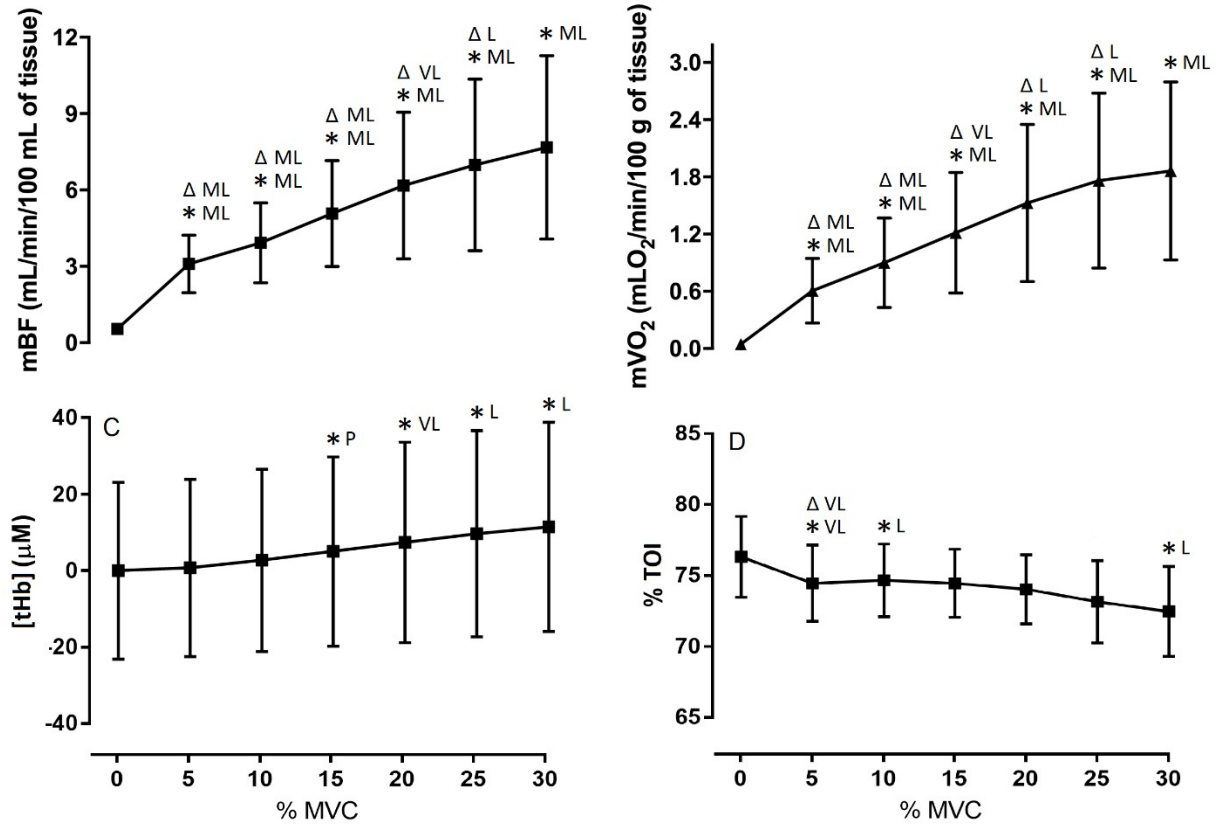 mBF (mL/min/100 mL of tissue)
12
9
6
3
0
Δ ML
* ML
Δ ML
* ML
Δ ML
* ML
Δ VL
* ML
Δ L
* ML
* ML
mVO2 (mLO2/min/100 g of tissue)
3.0
2.4
1.8
1.2
0.6
0.0
Δ ML
* ML
Δ ML
* ML
Δ VL
* ML
Δ L
* ML
Δ L
* ML
* ML
C
[tHb] (μM)
40
20
0
-20
-40
* P
* VL
* L
* L
0 5 10 15 20 25 30
% MVC
D
% TOI
85
80
75
70
65
Δ VL
* VL
* L
* L
0 5 10 15 20 25 30
% MVC